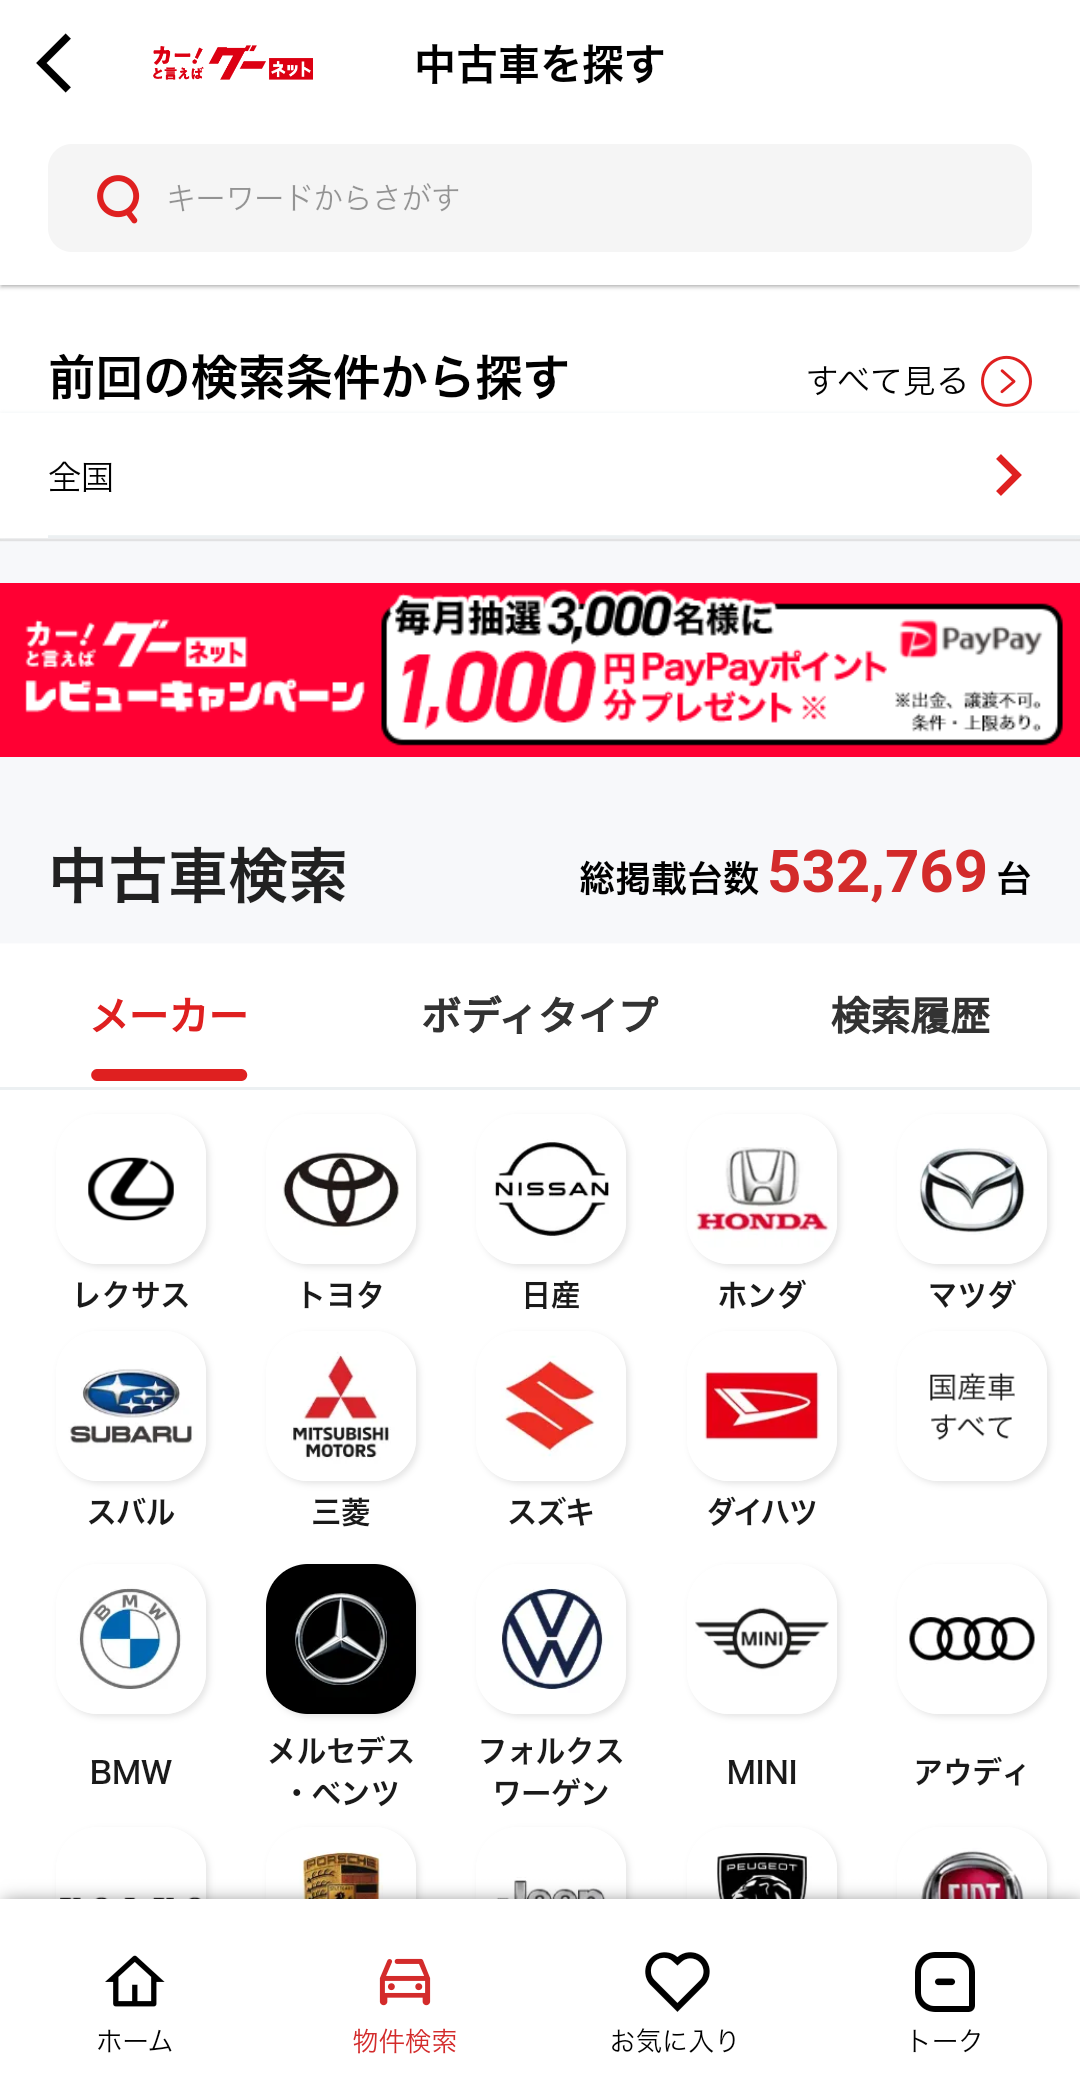 カー!
と言えば グーネット
中古車を探す
キーワードからさがす
前回の検索条件から探す
すべて見る
全国
カー!
と言えば グーネット
レビューキャンペーン
毎月抽選3,000名様に
1,000円分PayPayポイント
プレゼント※
PayPay
※出金、譲渡不可。
条件・上限あり。
中古車検索
総掲載台数 532,769 台
メーカー ボディタイプ 検索履歴
NISSAN
HONDA
レクサス トヨタ 日産 ホンダ マツダ
SUBARU
MITSUBISHI
MOTORS
国産車
すべて
スバル 三菱 スズキ ダイハツ
BMW
MINI
BMW
メルセデス
・ベンツ
フォルクス
ワーゲン
MINI
アウディ
PORSCHE
Jeep
PEUGEOT
FIAT
ホーム 物件検索 お気に入り トーク